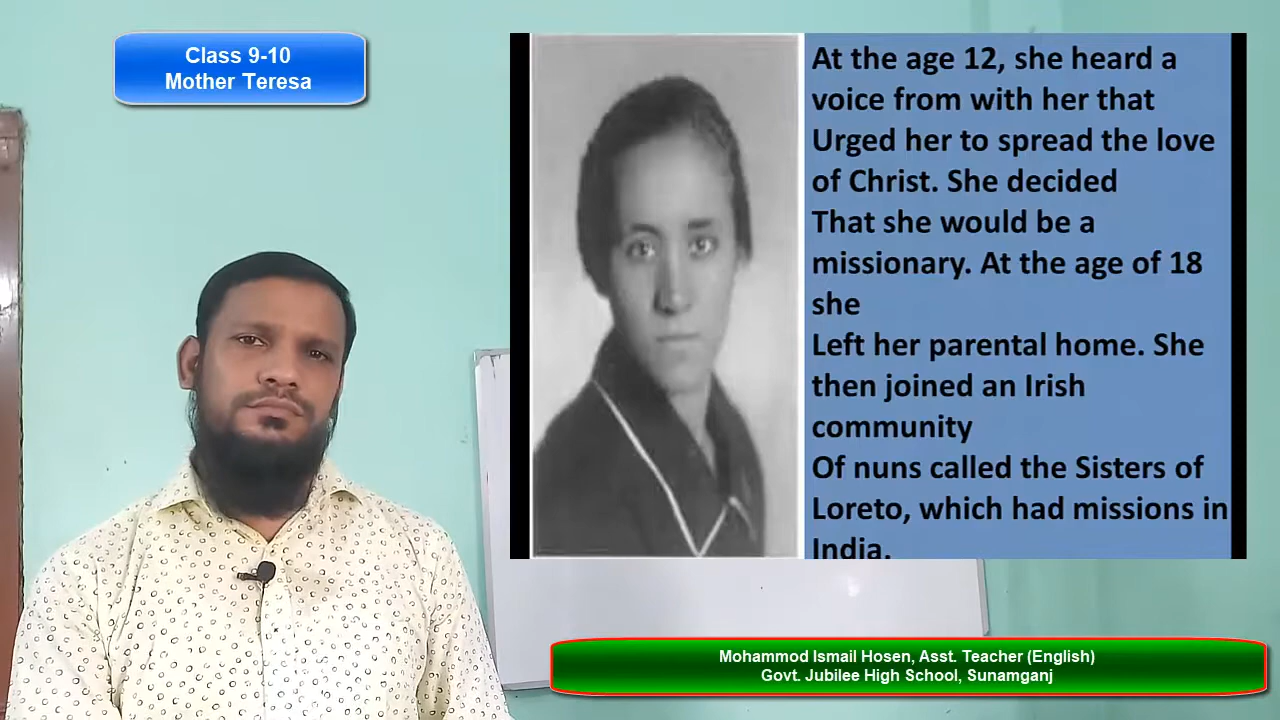 Class 9-10
Mother Teresa
At the age 12, she heard a
voice from with her that
Urged her to spread the love
of Christ. She decided
That she would be a
missionary. At the age of 18
she
Left her parental home. She
then joined an Irish
community
Of nuns called the Sisters of
Loreto, which had missions in
India.
Mohammod Ismail Hosen, Asst. Teacher (English)
Govt. Jubilee High School, Sunamganj